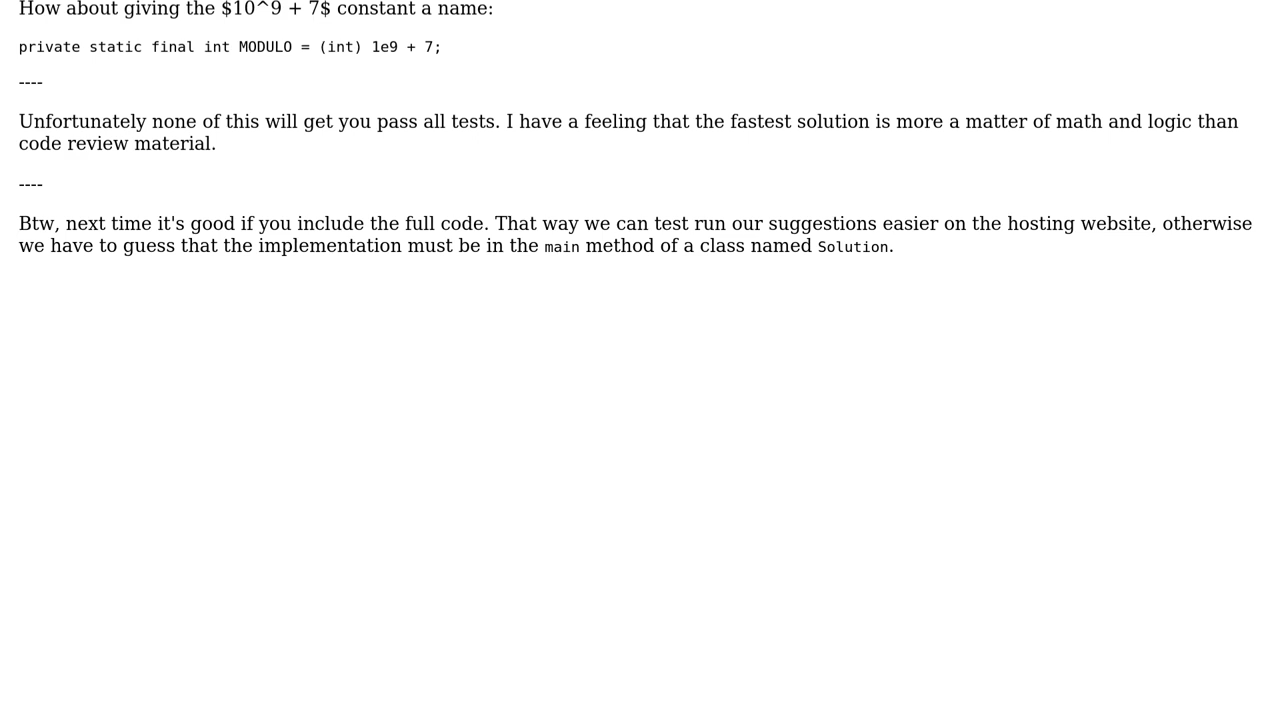 How about giving the $10^9 + 7$ constant a name:
private static final int MODULO = (int) 1e9 + 7;
----
Unfortunately none of this will get you pass all tests. I have a feeling that the fastest solution is more a matter of math and logic than
code review material.
----
Btw, next time it's good if you include the full code. That way we can test run our suggestions easier on the hosting website, otherwise
we have to guess that the implementation must be in the main method of a class named Solution.